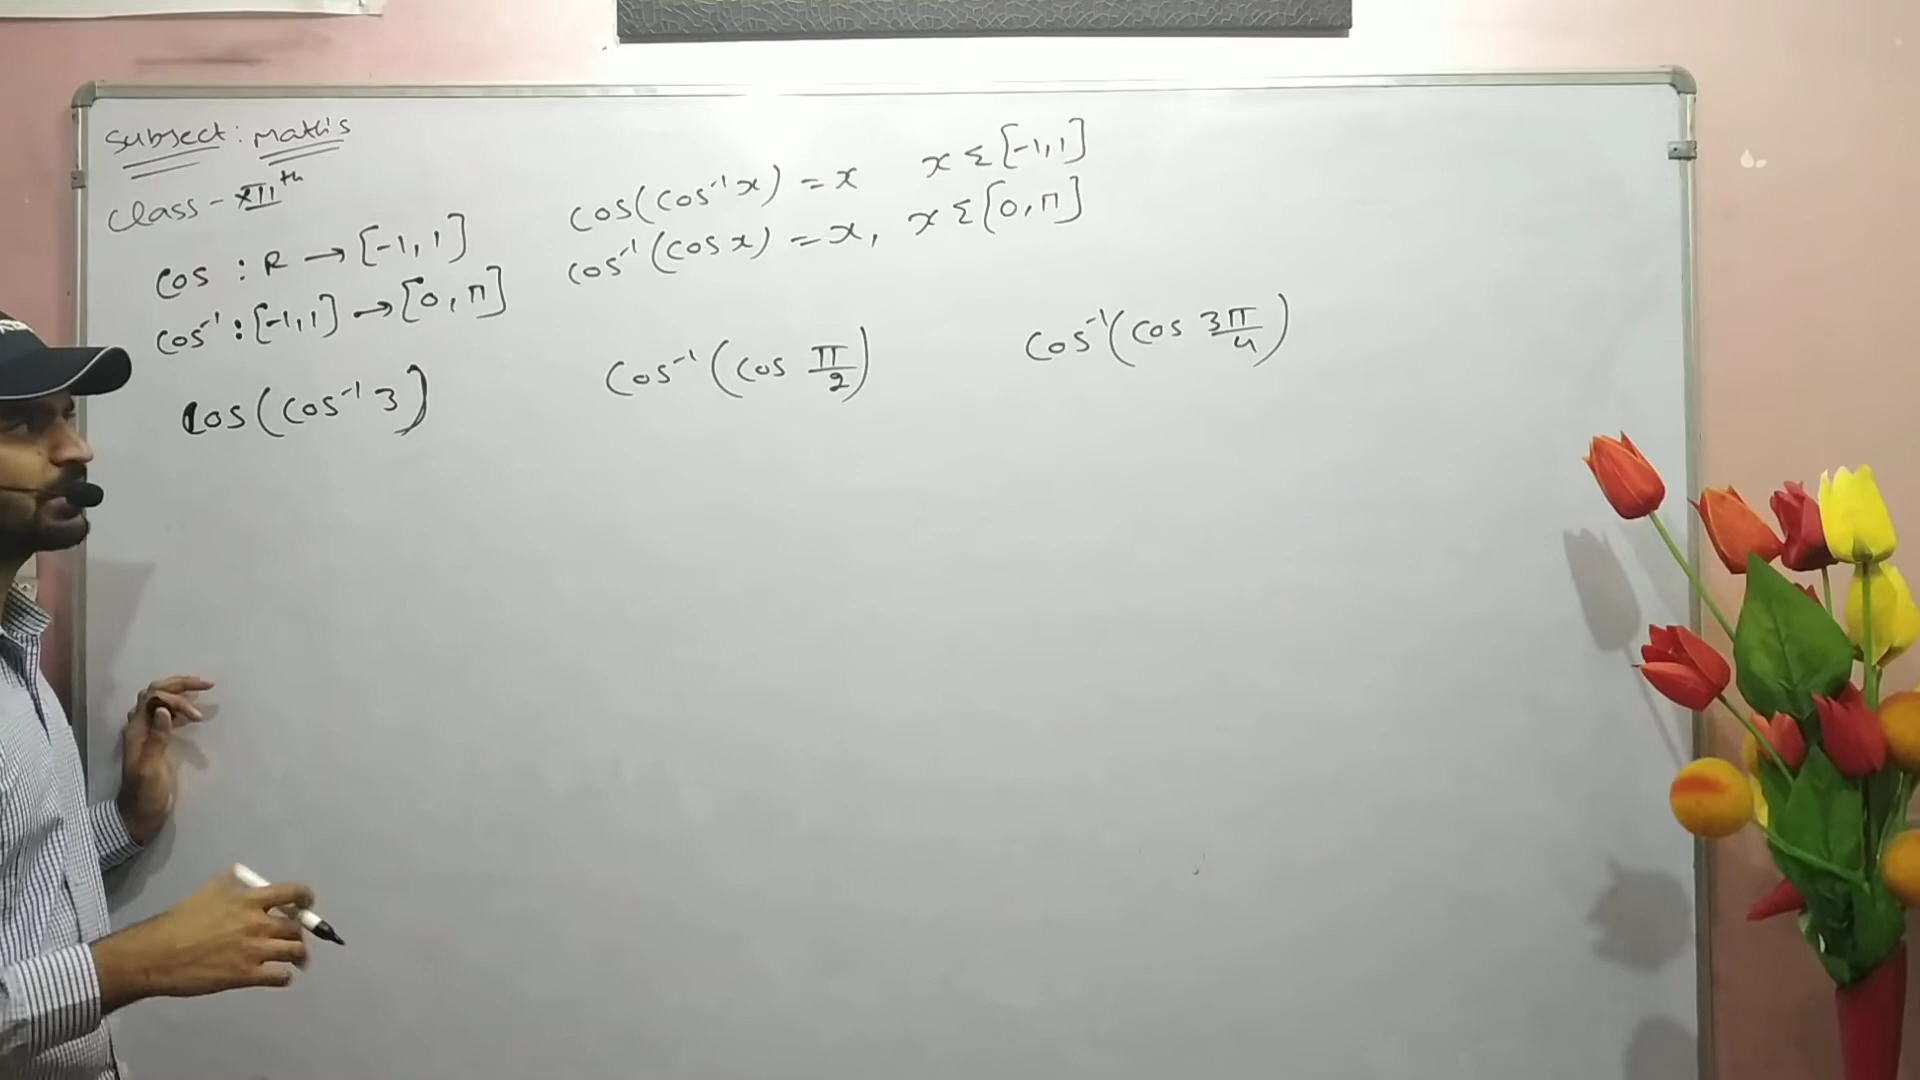 Subject: Maths
Class - XIIth
cos : R → [-1, 1]
cos⁻¹ : [-1, 1] → [0, π]
cos(cos⁻¹x) = x    x Σ [-1, 1]
cos⁻¹(cos x) = x,  x Σ [0, π]
cos(cos⁻¹ 3)
cos⁻¹(cos π/2)
cos⁻¹(cos 3π/4)